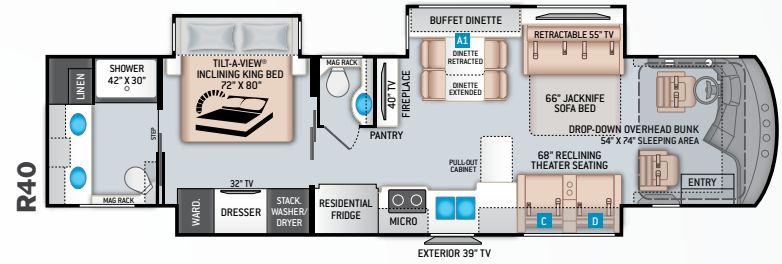 R40
BUFFET DINETTE
A1
RETRACTABLE 55" TV
DINETTE
RETRACTED
DINETTE
EXTENDED
SHOWER
42" X 30"
LINEN
TILT-A-VIEW®
INCLINING KING BED
72" X 80"
MAG RACK
40" TV
FIREPLACE
PANTRY
STEP
66" JACKNIFE
SOFA BED
DROP-DOWN OVERHEAD BUNK
54" X 74" SLEEPING AREA
PULL-OUT
CABINET
68" RECLINING
THEATER SEATING
ENTRY
MAG RACK
32" TV
WARD.
DRESSER
STACK.
WASHER/
DRYER
RESIDENTIAL
FRIDGE
MICRO
C
D
EXTERIOR 39" TV